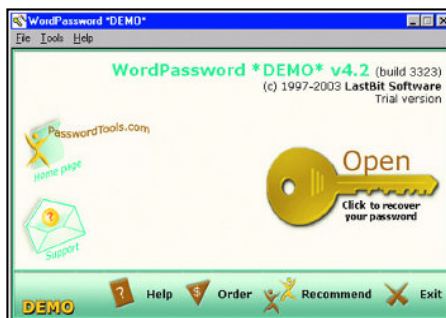 WordPassword *DEMO*
File Tools Help
WordPassword *DEMO* v4.2 (build 3323)
(c) 1997-2003 LastBit Software
Trial version
PasswordTools.com
Home page
Open
Click to recover
your password
?
Support
DEMO
? Help $ Order Recommend Exit